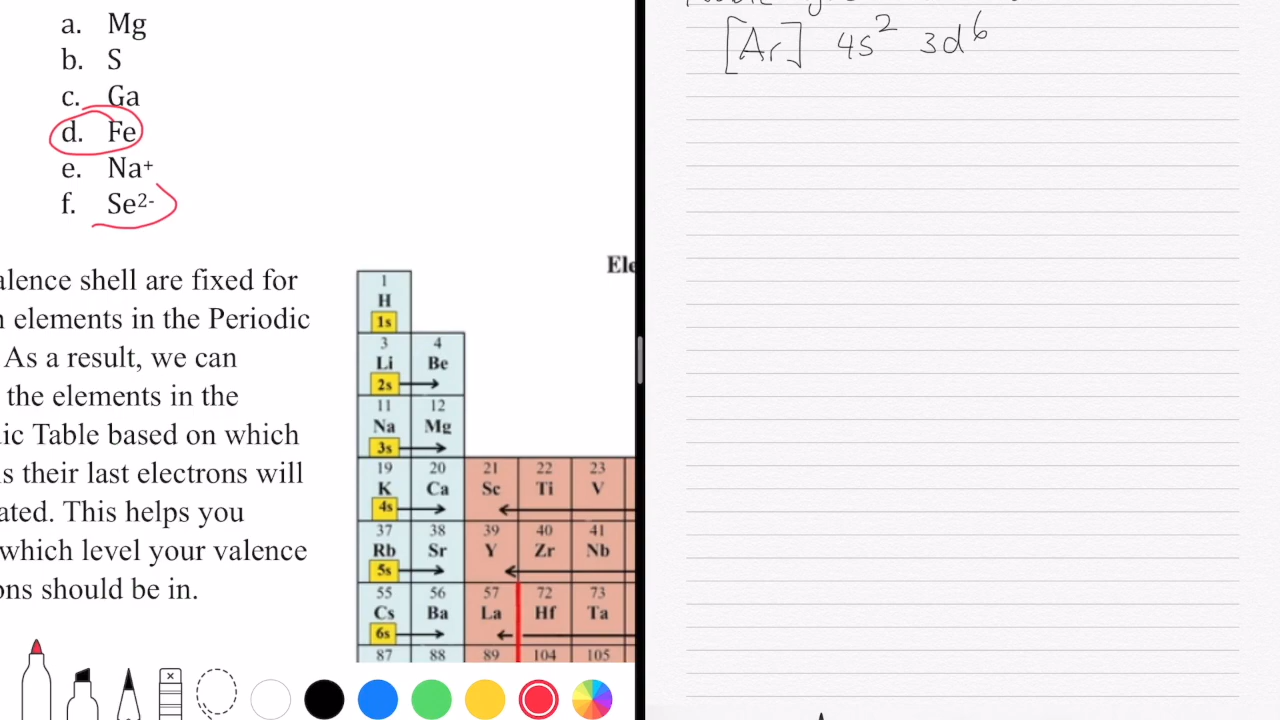 a. Mg
b. S
c. Ga
d. Fe
e. Na⁺
f. Se²⁻
alence shell are fixed for
elements in the Periodic
As a result, we can
the elements in the
ic Table based on which
s their last electrons will
ated. This helps you
which level your valence
ons should be in.
Ele
1
H
1s
3 4
Li Be
2s
11 12
Na Mg
3s
19 20 21 22 23
K Ca Sc Ti V
4s
37 38 39 40 41
Rb Sr Y Zr Nb
5s
55 56 57 72 73
Cs Ba La Hf Ta
6s
87 88 89 104 105
[Ar] 4s² 3d⁶